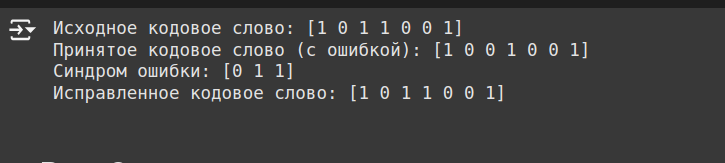 Исходное кодовое слово: [1 0 1 1 0 0 1]
Принятое кодовое слово (с ошибкой): [1 0 0 1 0 0 1]
Синдром ошибки: [0 1 1]
Исправленное кодовое слово: [1 0 1 1 0 0 1]